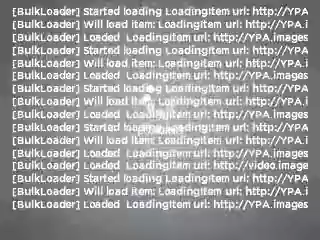 [BulkLoader] Started loading LoadingItem url: http://YPA
[BulkLoader] Will load item: LoadingItem url: http://YPA.i
[BulkLoader] Loaded LoadingItem url: http://YPA.images
[BulkLoader] Started loading LoadingItem url: http://YPA
[BulkLoader] Will load item: LoadingItem url: http://YPA.i
[BulkLoader] Loaded LoadingItem url: http://YPA.images
[BulkLoader] Started loading LoadingItem url: http://YPA
[BulkLoader] Will load item: LoadingItem url: http://YPA.i
[BulkLoader] Loaded LoadingItem url: http://YPA.images
[BulkLoader] Started loading LoadingItem url: http://YPA
[BulkLoader] Will load item: LoadingItem url: http://YPA.i
[BulkLoader] Loaded LoadingItem url: http://YPA.images
[BulkLoader] Loaded LoadingItem url: http://video.image
[BulkLoader] Started loading LoadingItem url: http://YPA
[BulkLoader] Will load item: LoadingItem url: http://YPA.i
[BulkLoader] Loaded LoadingItem url: http://YPA.images